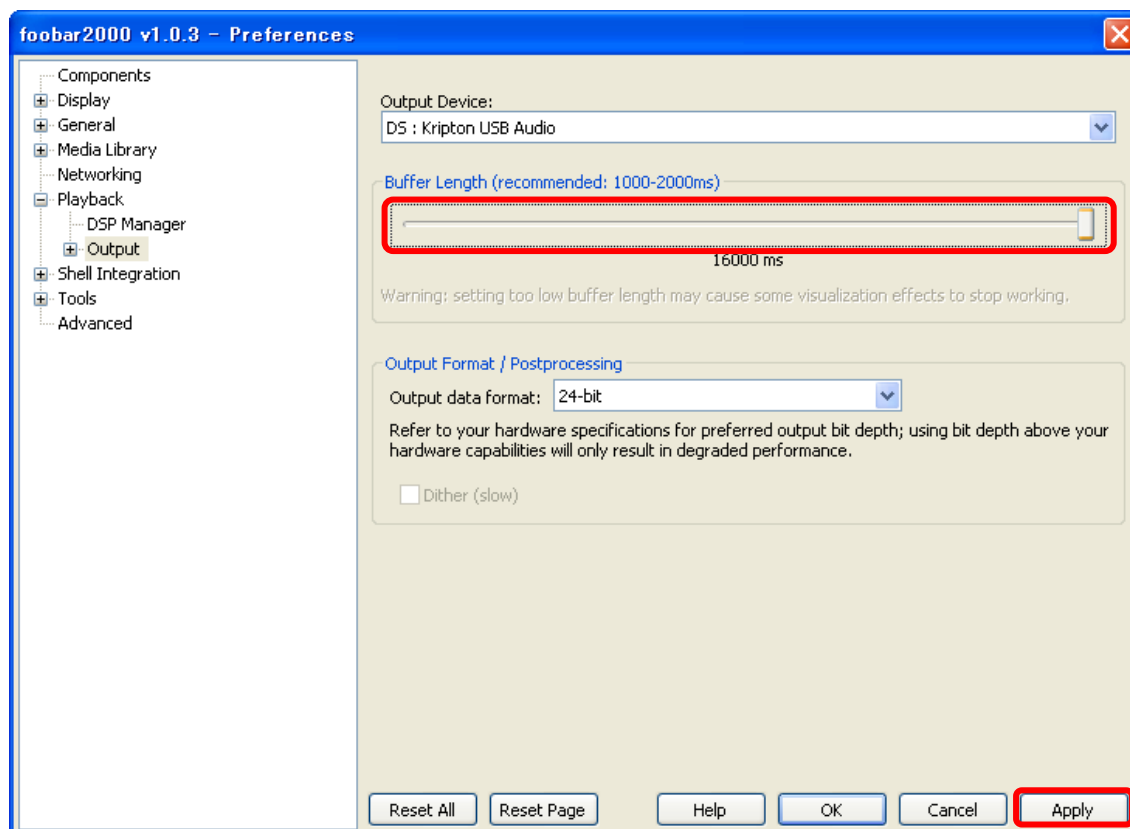 foobar2000 v1.0.3 - Preferences
Components
Display
General
Media Library
Networking
Playback
DSP Manager
Output
Shell Integration
Tools
Advanced
Output Device:
DS : Kripton USB Audio
Buffer Length (recommended: 1000-2000ms)
16000 ms
Warning: setting too low buffer length may cause some visualization effects to stop working.
Output Format / Postprocessing
Output data format: 24-bit
Refer to your hardware specifications for preferred output bit depth; using bit depth above your
hardware capabilities will only result in degraded performance.
Dither (slow)
Reset All Reset Page Help OK Cancel Apply